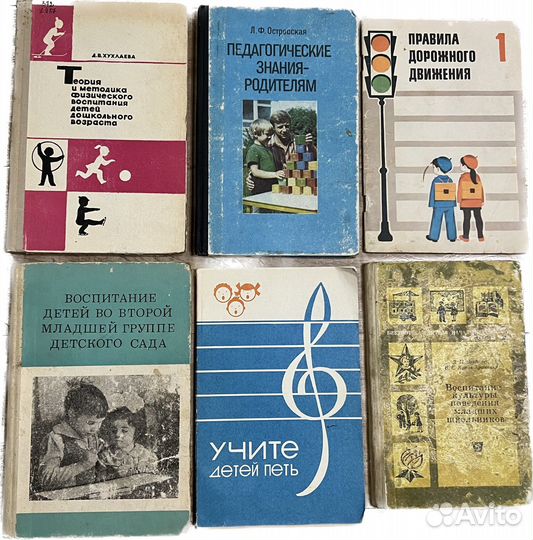 Д.В.ХУХЛАЕВА
Теория
и методика
физического
воспитания
детей
дошкольного
возраста
Л.Ф.Островская
ПЕДАГОГИЧЕСКИЕ
ЗНАНИЯ-
РОДИТЕЛЯМ
ПРАВИЛА
ДОРОЖНОГО
ДВИЖЕНИЯ
1
ВОСПИТАНИЕ
ДЕТЕЙ ВО ВТОРОЙ
МЛАДШЕЙ ГРУППЕ
ДЕТСКОГО САДА
УЧИТЕ
ДЕТЕЙ ПЕТЬ
Воспитание
культуры
поведения
младших
школьников
Avito